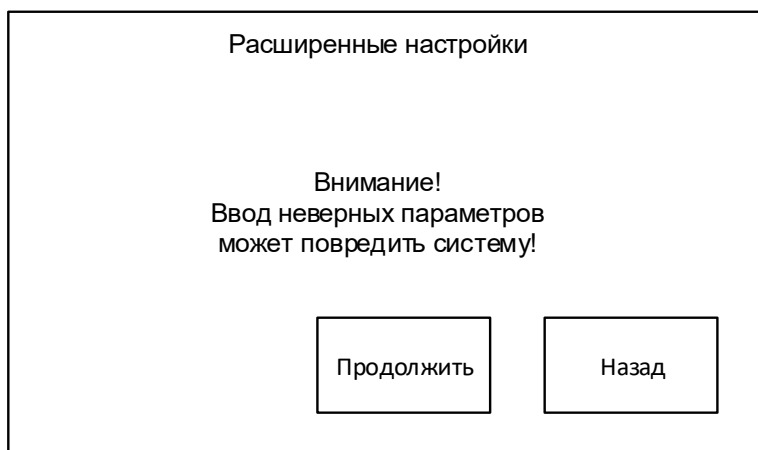 Расширенные настройки
Внимание!
Ввод неверных параметров
может повредить систему!
Продолжить
Назад